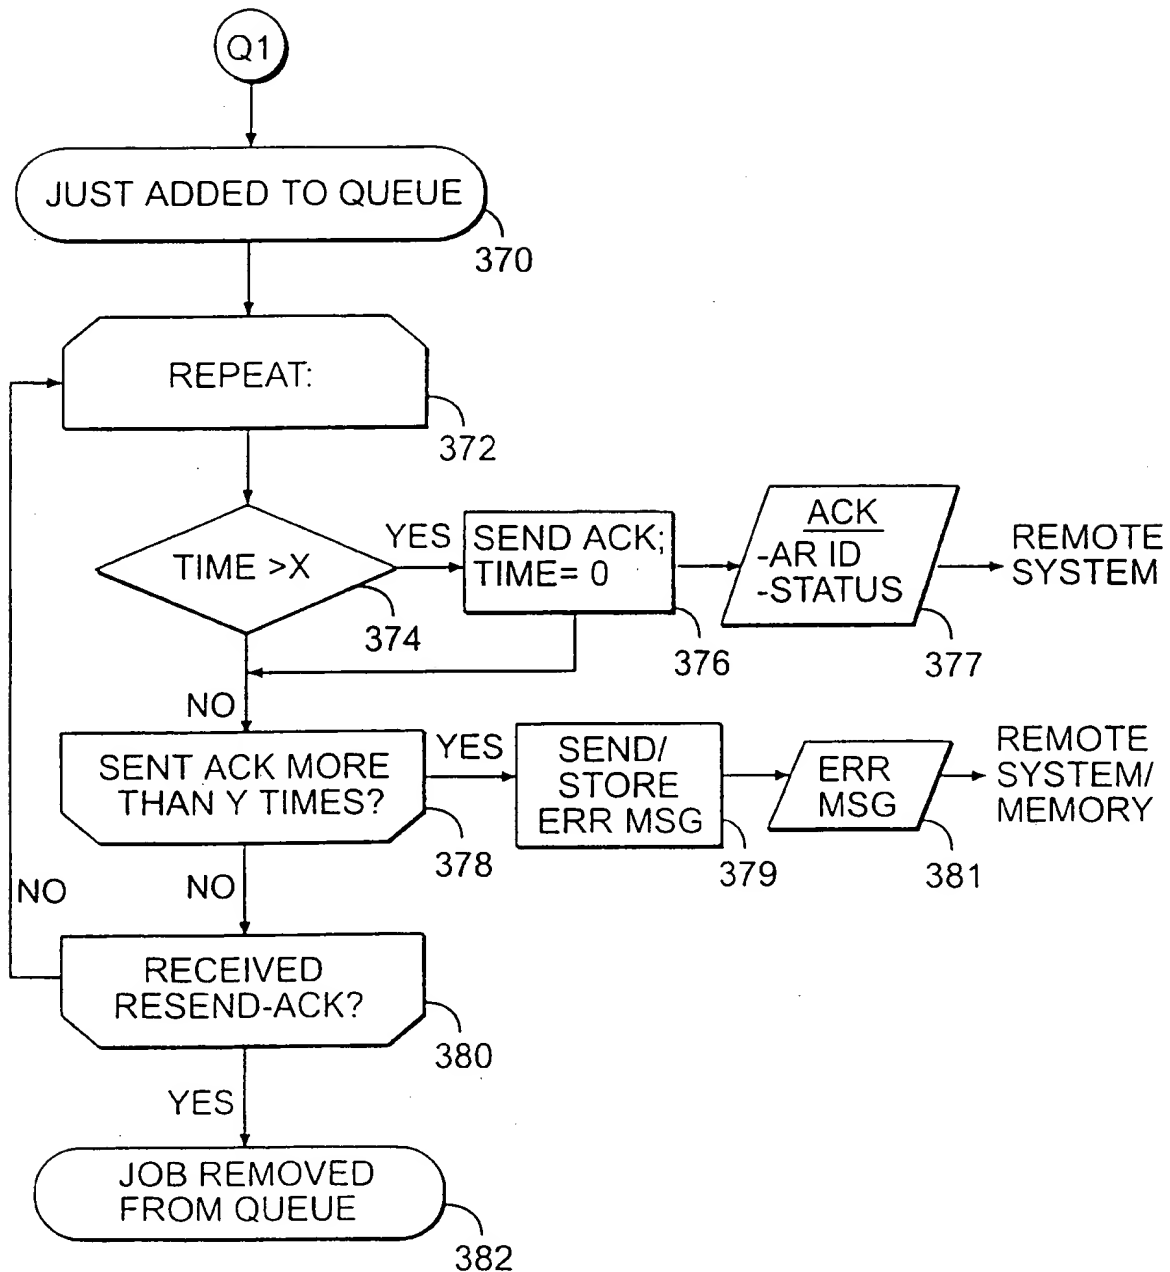 Q1
JUST ADDED TO QUEUE
370
REPEAT:
372
TIME >X
374
YES
SEND ACK;
TIME= 0
376
ACK
-AR ID
-STATUS
377
REMOTE
SYSTEM
NO
SENT ACK MORE
THAN Y TIMES?
378
YES
SEND/
STORE
ERR MSG
379
ERR
MSG
381
REMOTE
SYSTEM/
MEMORY
NO
NO
RECEIVED
RESEND-ACK?
380
YES
JOB REMOVED
FROM QUEUE
382